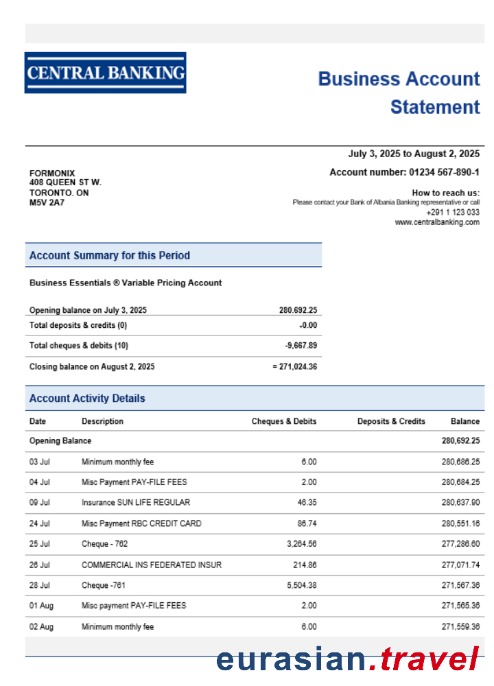 CENTRAL BANKING
Business Account
Statement
July 3, 2025 to August 2, 2025
FORMONIX
408 QUEEN ST W.
TORONTO. ON
M5V 2A7
Account number: 01234 567-890-1
How to reach us:
Please contact your Bank of Albania Banking representative or call
+291 1 123 033
www.centralbanking.com
Account Summary for this Period
Business Essentials ® Variable Pricing Account
Opening balance on July 3, 2025 280.692.25
Total deposits & credits (0) -0.00
Total cheques & debits (10) -9,667.89
Closing balance on August 2, 2025 = 271,024.36
Account Activity Details
Date Description Cheques & Debits Deposits & Credits Balance
Opening Balance 280,692.25
03 Jul Minimum monthly fee 6.00 280,686.25
04 Jul Misc Payment PAY-FILE FEES 2.00 280,684.25
09 Jul Insurance SUN LIFE REGULAR 46.35 280,637.90
24 Jul Misc Payment RBC CREDIT CARD 86.74 280,551.16
25 Jul Cheque - 762 3,264.56 277,286.60
26 Jul COMMERCIAL INS FEDERATED INSUR 214.86 277,071.74
28 Jul Cheque -761 5,504.38 271,567.36
01 Aug Misc payment PAY-FILE FEES 2.00 271,565.36
02 Aug Minimum monthly fee 6.00 271,559.36
eurasian.travel